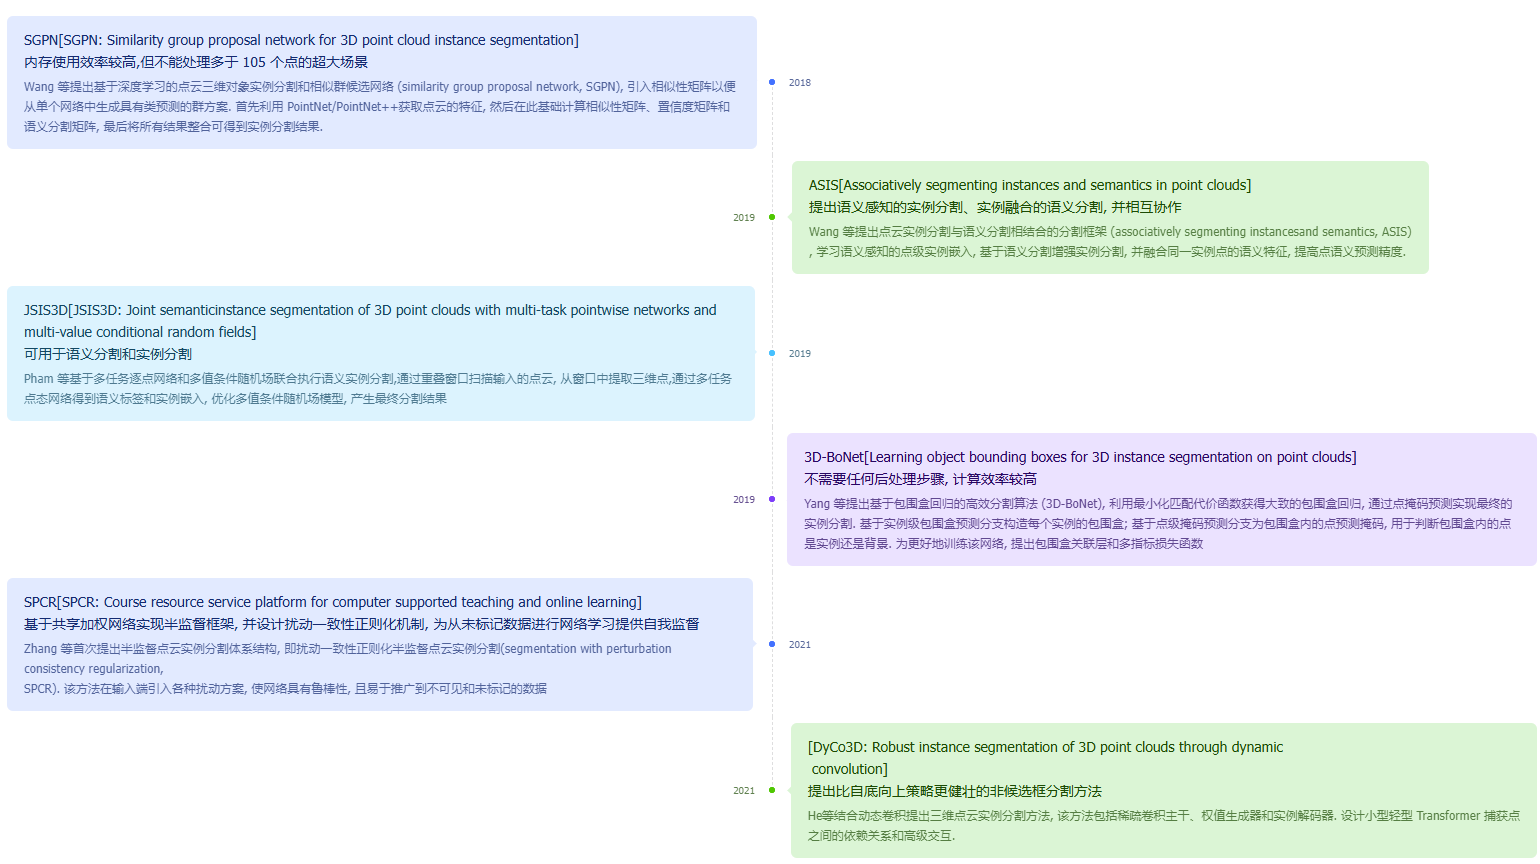 SGPN[SGPN: Similarity group proposal network for 3D point cloud instance segmentation]
内存使用效率较高,但不能处理多于 105 个点的超大场景
Wang 等提出基于深度学习的点云三维对象实例分割和相似群候选网络 (similarity group proposal network, SGPN), 引入相似性矩阵以便
从单个网络中生成具有类预测的群方案. 首先利用 PointNet/PointNet++获取点云的特征, 然后在此基础计算相似性矩阵、置信度矩阵和
语义分割矩阵, 最后将所有结果整合可得到实例分割结果.
2018
ASIS[Associatively segmenting instances and semantics in point clouds]
提出语义感知的实例分割、实例融合的语义分割, 并相互协作
Wang 等提出点云实例分割与语义分割相结合的分割框架 (associatively segmenting instancesand semantics, ASIS)
, 学习语义感知的点级实例嵌入, 基于语义分割增强实例分割, 并融合同一实例点的语义特征, 提高点语义预测精度.
2019
JSIS3D[JSIS3D: Joint semanticinstance segmentation of 3D point clouds with multi-task pointwise networks and
multi-value conditional random fields]
可用于语义分割和实例分割
Pham 等基于多任务逐点网络和多值条件随机场联合执行语义实例分割,通过重叠窗口扫描输入的点云, 从窗口中提取三维点,通过多任务
点态网络得到语义标签和实例嵌入, 优化多值条件随机场模型, 产生最终分割结果
2019
3D-BoNet[Learning object bounding boxes for 3D instance segmentation on point clouds]
不需要任何后处理步骤, 计算效率较高
Yang 等提出基于包围盒回归的高效分割算法 (3D-BoNet), 利用最小化匹配代价函数获得大致的包围盒回归, 通过点掩码预测实现最终的
实例分割. 基于实例级包围盒预测分支构造每个实例的包围盒; 基于点级掩码预测分支为包围盒内的点预测掩码, 用于判断包围盒内的点
是实例还是背景. 为更好地训练该网络, 提出包围盒关联层和多指标损失函数
2019
SPCR[SPCR: Course resource service platform for computer supported teaching and online learning]
基于共享加权网络实现半监督框架, 并设计扰动一致性正则化机制, 为从未标记数据进行网络学习提供自我监督
Zhang 等首次提出半监督点云实例分割体系结构, 即扰动一致性正则化半监督点云实例分割(segmentation with perturbation
consistency regularization,
SPCR). 该方法在输入端引入各种扰动方案, 使网络具有鲁棒性, 且易于推广到不可见和未标记的数据
2021
[DyCo3D: Robust instance segmentation of 3D point clouds through dynamic
convolution]
提出比自底向上策略更健壮的非候选框分割方法
He等结合动态卷积提出三维点云实例分割方法, 该方法包括稀疏卷积主干、权值生成器和实例解码器. 设计小型轻型 Transformer 捕获点
之间的依赖关系和高级交互.
2021